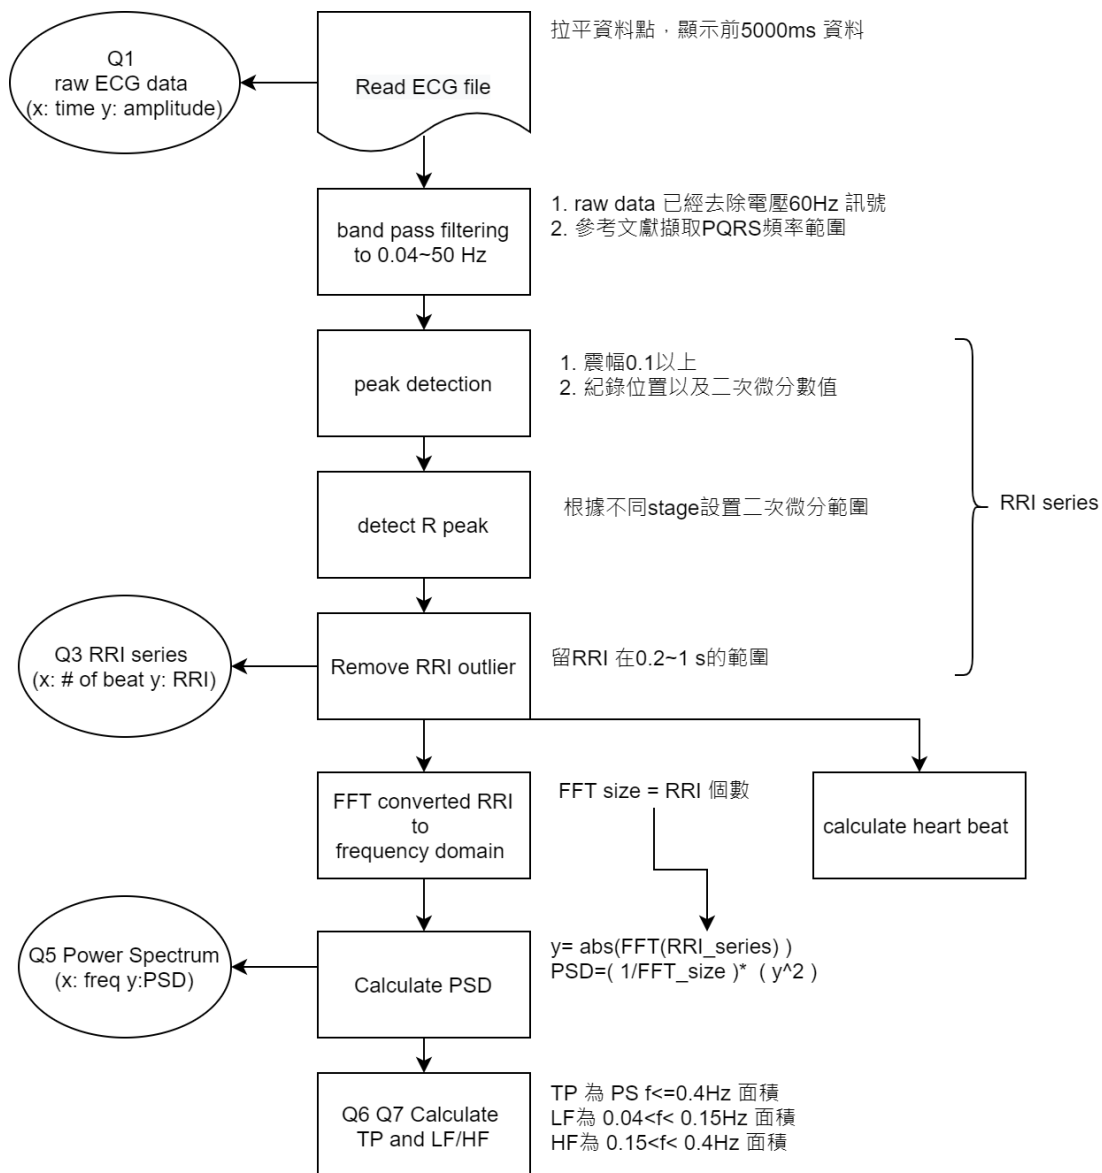 拉平資料點，顯示前5000ms 資料
Q1
raw ECG data
(x: time y: amplitude)
Read ECG file
band pass filtering
to 0.04~50 Hz
1. raw data 已經去除電壓60Hz 訊號
2. 參考文獻擷取PQRS頻率範圍
peak detection
1. 震幅0.1以上
2. 紀錄位置以及二次微分數值
detect R peak
根據不同stage設置二次微分範圍
RRI series
Q3 RRI series
(x: # of beat y: RRI)
Remove RRI outlier
留RRI 在0.2~1 s的範圍
FFT converted RRI
to
frequency domain
FFT size = RRI 個數
calculate heart beat
Q5 Power Spectrum
(x: freq y:PSD)
Calculate PSD
y= abs(FFT(RRI_series) )
PSD=( 1/FFT_size )* ( y^2 )
Q6 Q7 Calculate
TP and LF/HF
TP 為 PS f<=0.4Hz 面積
LF為 0.04<f< 0.15Hz 面積
HF為 0.15<f< 0.4Hz 面積